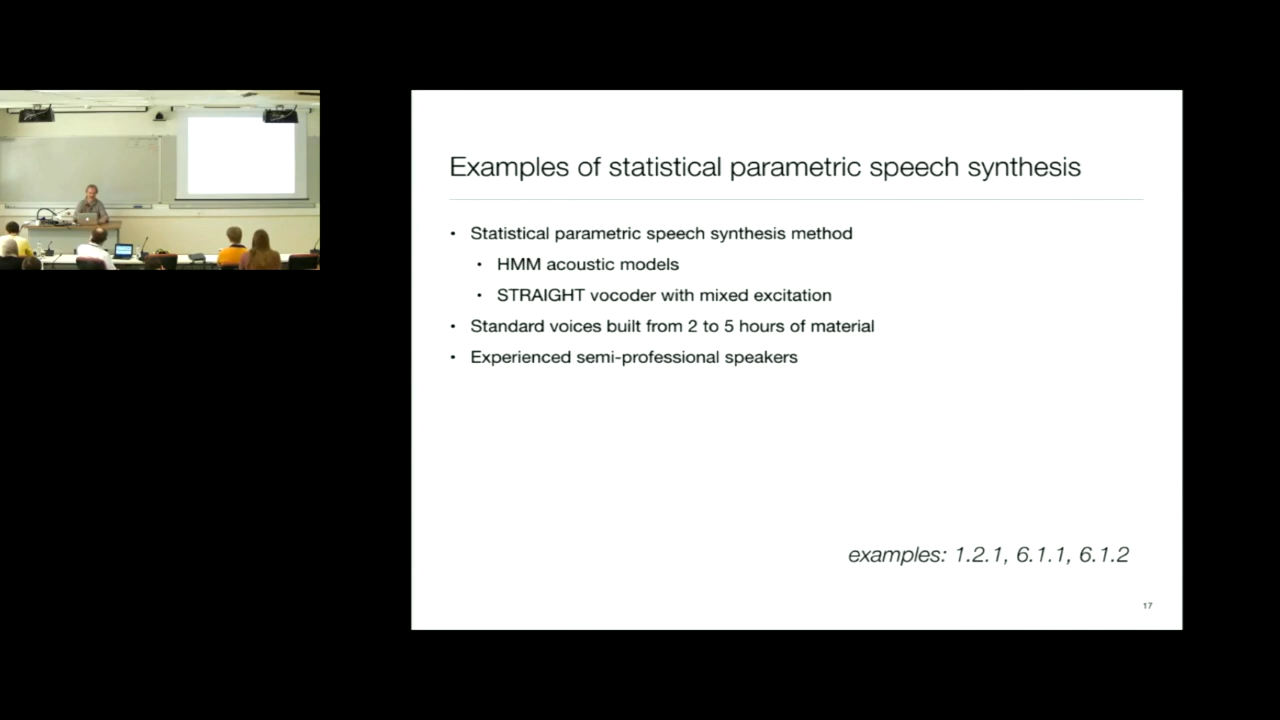 Examples of statistical parametric speech synthesis
• Statistical parametric speech synthesis method
• HMM acoustic models
• STRAIGHT vocoder with mixed excitation
• Standard voices built from 2 to 5 hours of material
• Experienced semi-professional speakers
examples: 1.2.1, 6.1.1, 6.1.2
17